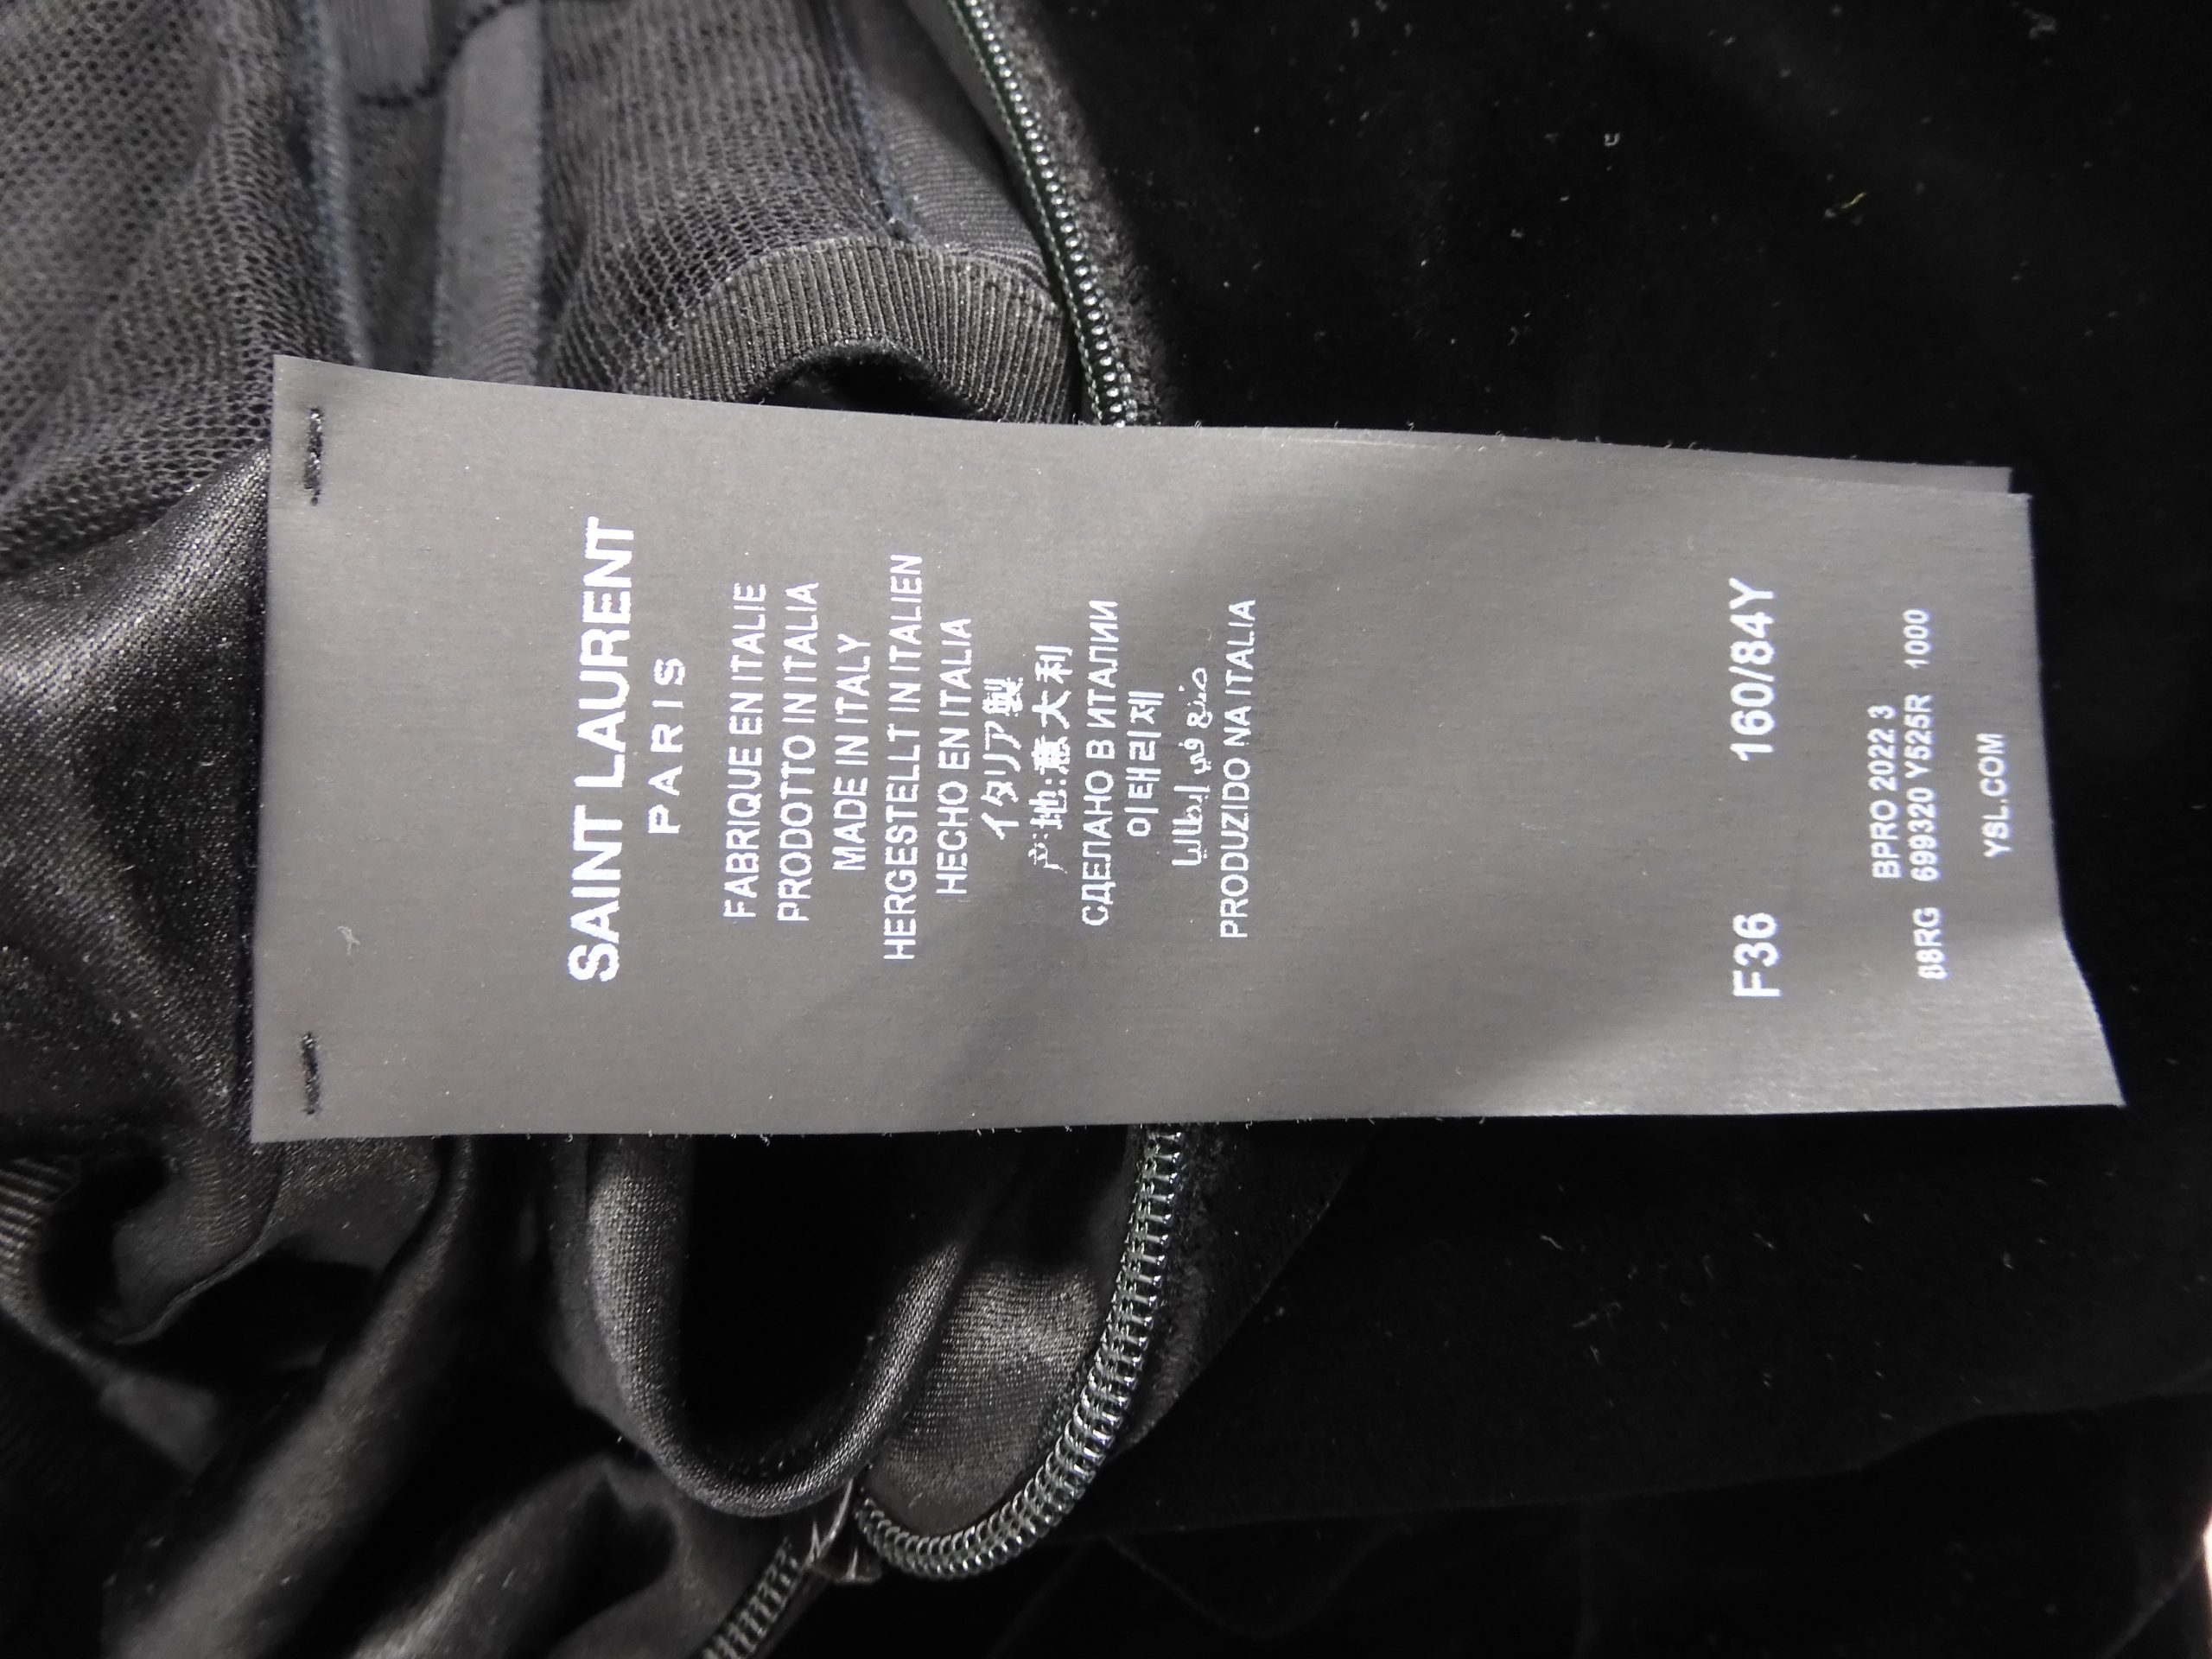 SAINT LAURENT
PARIS
FABRIQUE EN ITALIE
PRODOTTO IN ITALIA
MADE IN ITALY
HERGESTELLT IN ITALIEN
HECHO EN ITALIA
イタリア製
产地:意大利
СДЕЛАНО В ИТАЛИИ
이태리제
صنع في إيطاليا
PRODUZIDO NA ITALIA
F36 160/84Y
BPRO 2022 3
88RG 699320 Y525R 1000
YSL.COM